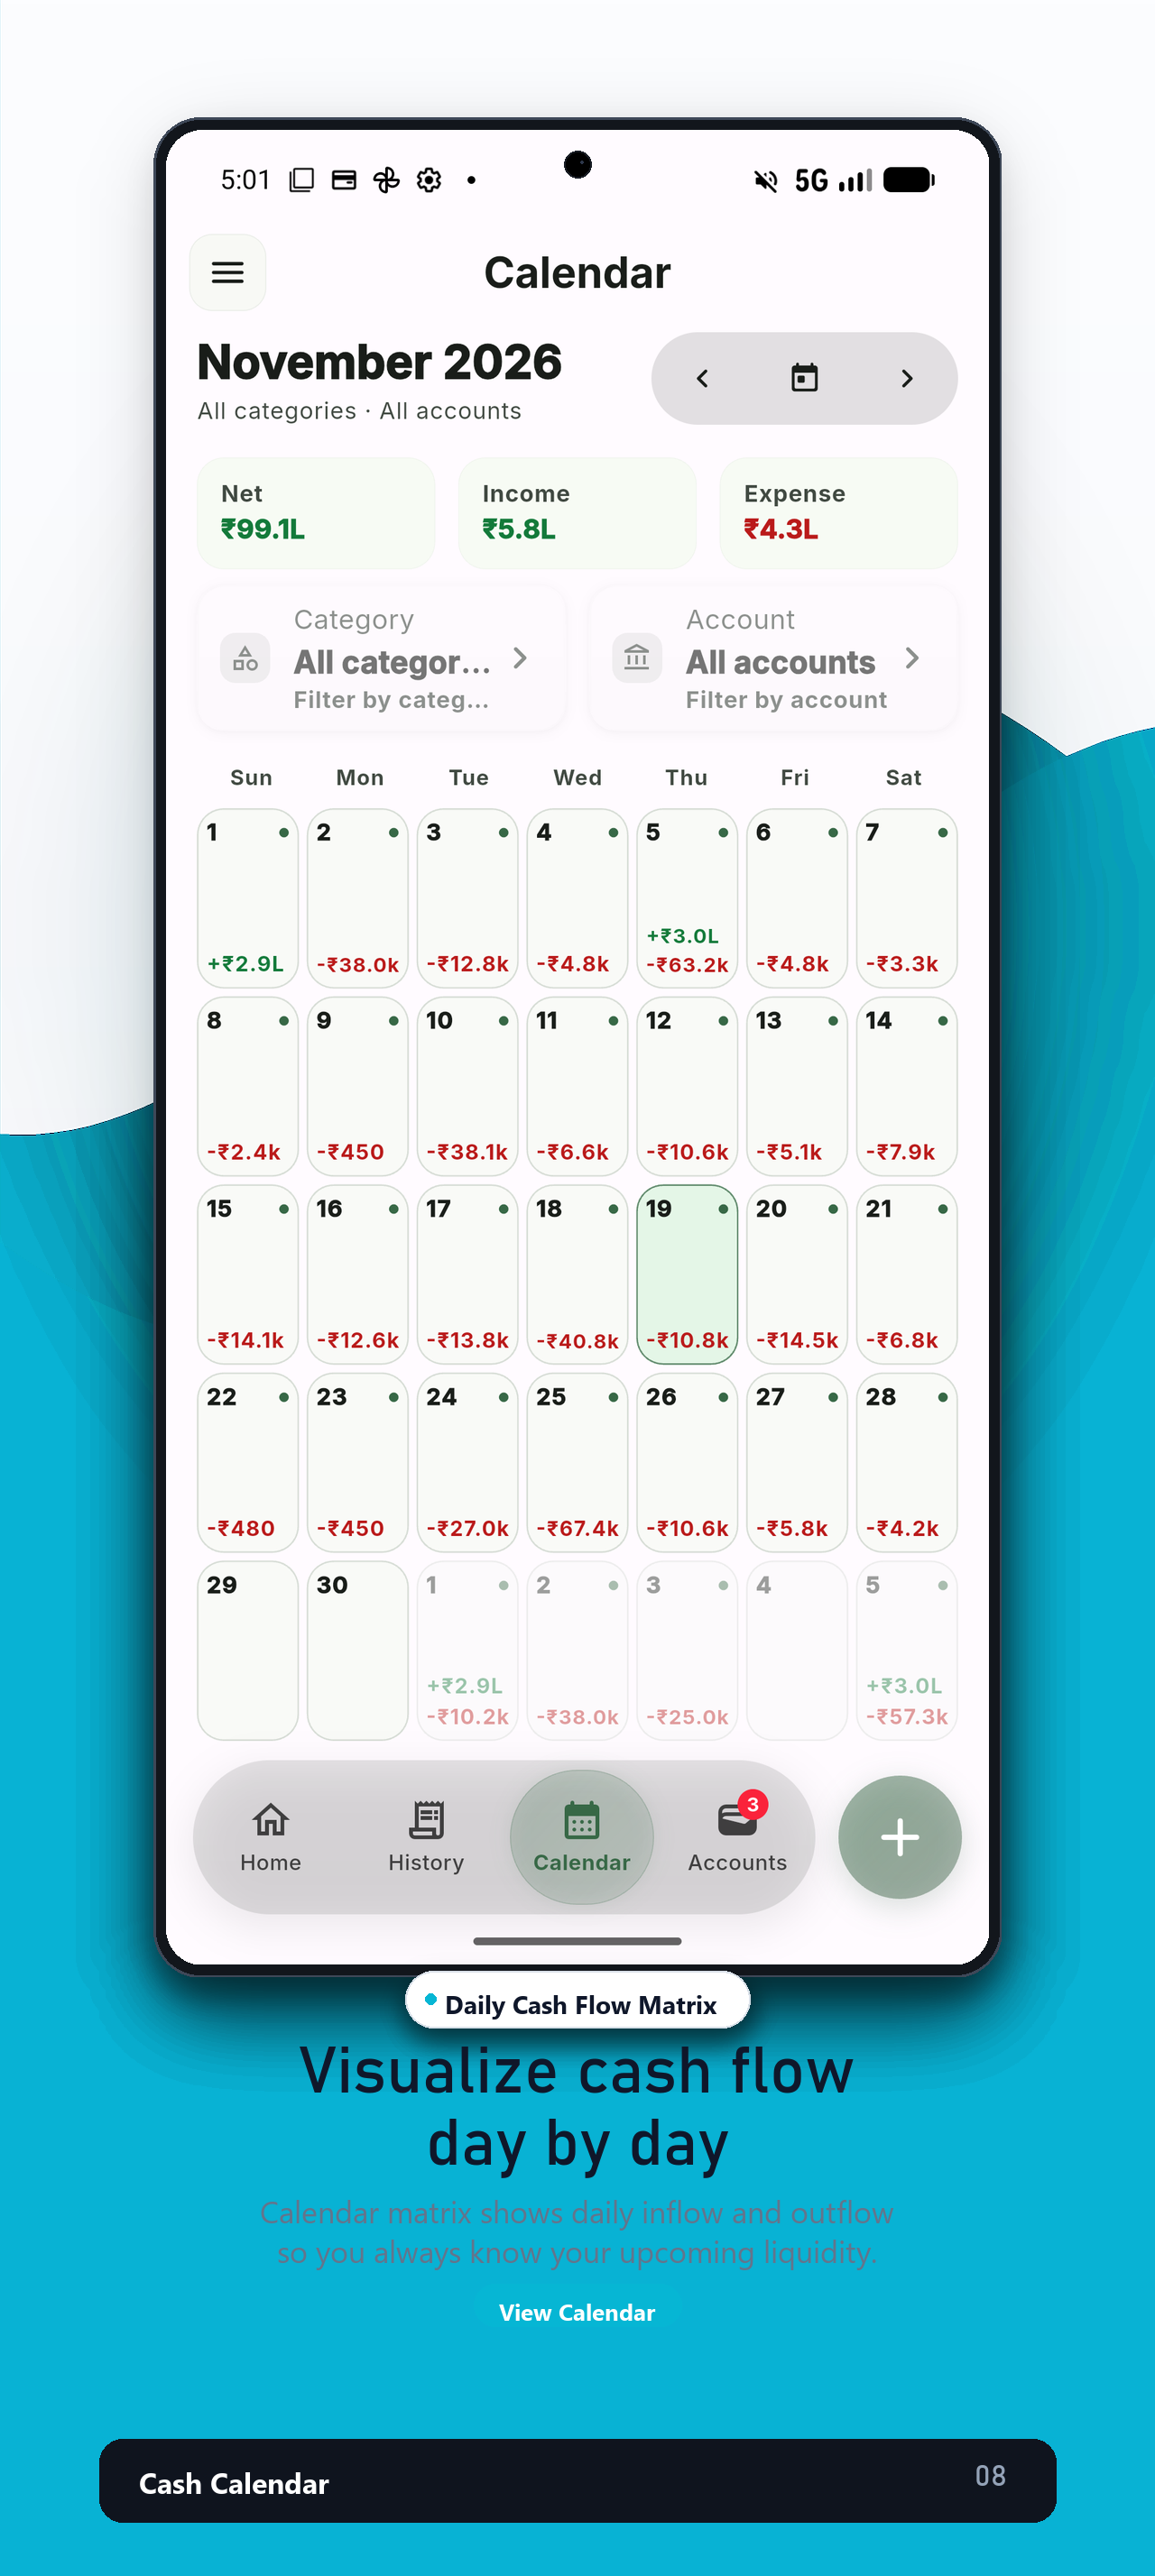 5:01 5G
Calendar
November 2026
All categories · All accounts
Net Income Expense
₹99.1L ₹5.8L ₹4.3L
Category Account
All categor... All accounts
Filter by categ... Filter by account
Sun Mon Tue Wed Thu Fri Sat
1 2 3 4 5 6 7
+₹3.0L
+₹2.9L -₹38.0k -₹12.8k -₹4.8k -₹63.2k -₹4.8k -₹3.3k
8 9 10 11 12 13 14
-₹2.4k -₹450 -₹38.1k -₹6.6k -₹10.6k -₹5.1k -₹7.9k
15 16 17 18 19 20 21
-₹14.1k -₹12.6k -₹13.8k -₹40.8k -₹10.8k -₹14.5k -₹6.8k
22 23 24 25 26 27 28
-₹480 -₹450 -₹27.0k -₹67.4k -₹10.6k -₹5.8k -₹4.2k
29 30 1 2 3 4 5
+₹2.9L +₹3.0L
-₹10.2k -₹38.0k -₹25.0k -₹57.3k
3
Home History Calendar Accounts
Daily Cash Flow Matrix
Visualize cash flow
day by day
Calendar matrix shows daily inflow and outflow
so you always know your upcoming liquidity.
View Calendar
Cash Calendar 08